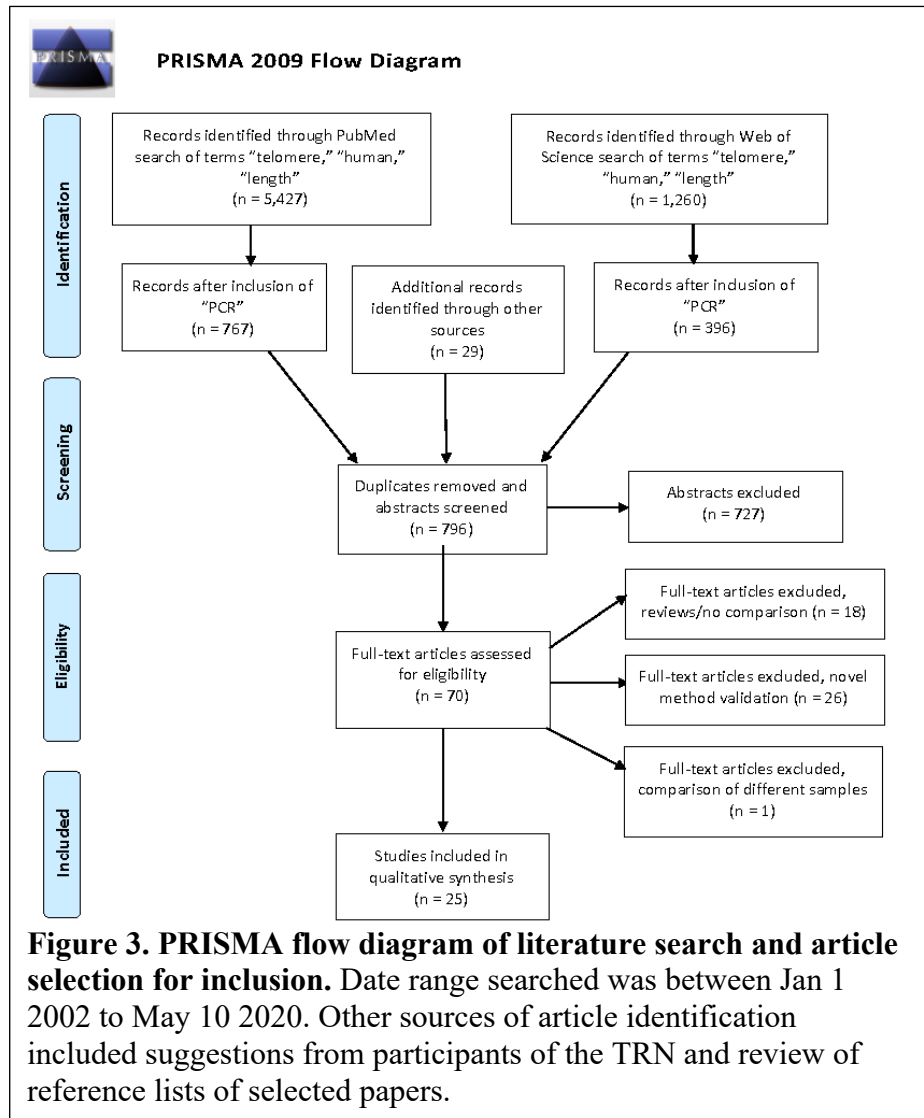 PRISMA
PRISMA 2009 Flow Diagram
Identification
Records identified through PubMed
search of terms “telomere,” “human,”
“length”
(n = 5,427)
Records identified through Web of
Science search of terms “telomere,”
“human,” “length”
(n = 1,260)
Records after inclusion of
“PCR”
(n = 767)
Additional records
identified through other
sources
(n = 29)
Records after inclusion of
“PCR”
(n = 396)
Screening
Duplicates removed and
abstracts screened
(n = 796)
Abstracts excluded
(n = 727)
Eligibility
Full-text articles assessed
for eligibility
(n = 70)
Full-text articles excluded,
reviews/no comparison (n = 18)
Full-text articles excluded, novel
method validation (n = 26)
Full-text articles excluded,
comparison of different samples
(n = 1)
Included
Studies included in
qualitative synthesis
(n = 25)
Figure 3. PRISMA flow diagram of literature search and article
selection for inclusion. Date range searched was between Jan 1
2002 to May 10 2020. Other sources of article identification
included suggestions from participants of the TRN and review of
reference lists of selected papers.